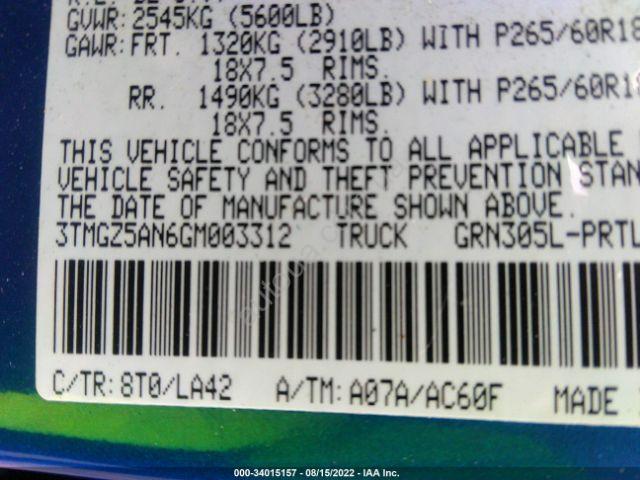 GVWR: 2545KG (5600LB)
GAWR: FRT. 1320KG (2910LB) WITH P265/60R18
18X7.5 RIMS.
RR. 1490KG (3280LB) WITH P265/60R18
18X7.5 RIMS.
THIS VEHICLE CONFORMS TO ALL APPLICABLE
VEHICLE SAFETY AND THEFT PREVENTION STAN
THE DATE OF MANUFACTURE SHOWN ABOVE.
3TMGZ5AN6GM003312 TRUCK GRN305L-PRTL
C/TR: 8T0/LA42 A/TM: A07A/AC60F MADE
000-34015157 - 08/15/2022 - IAA Inc.